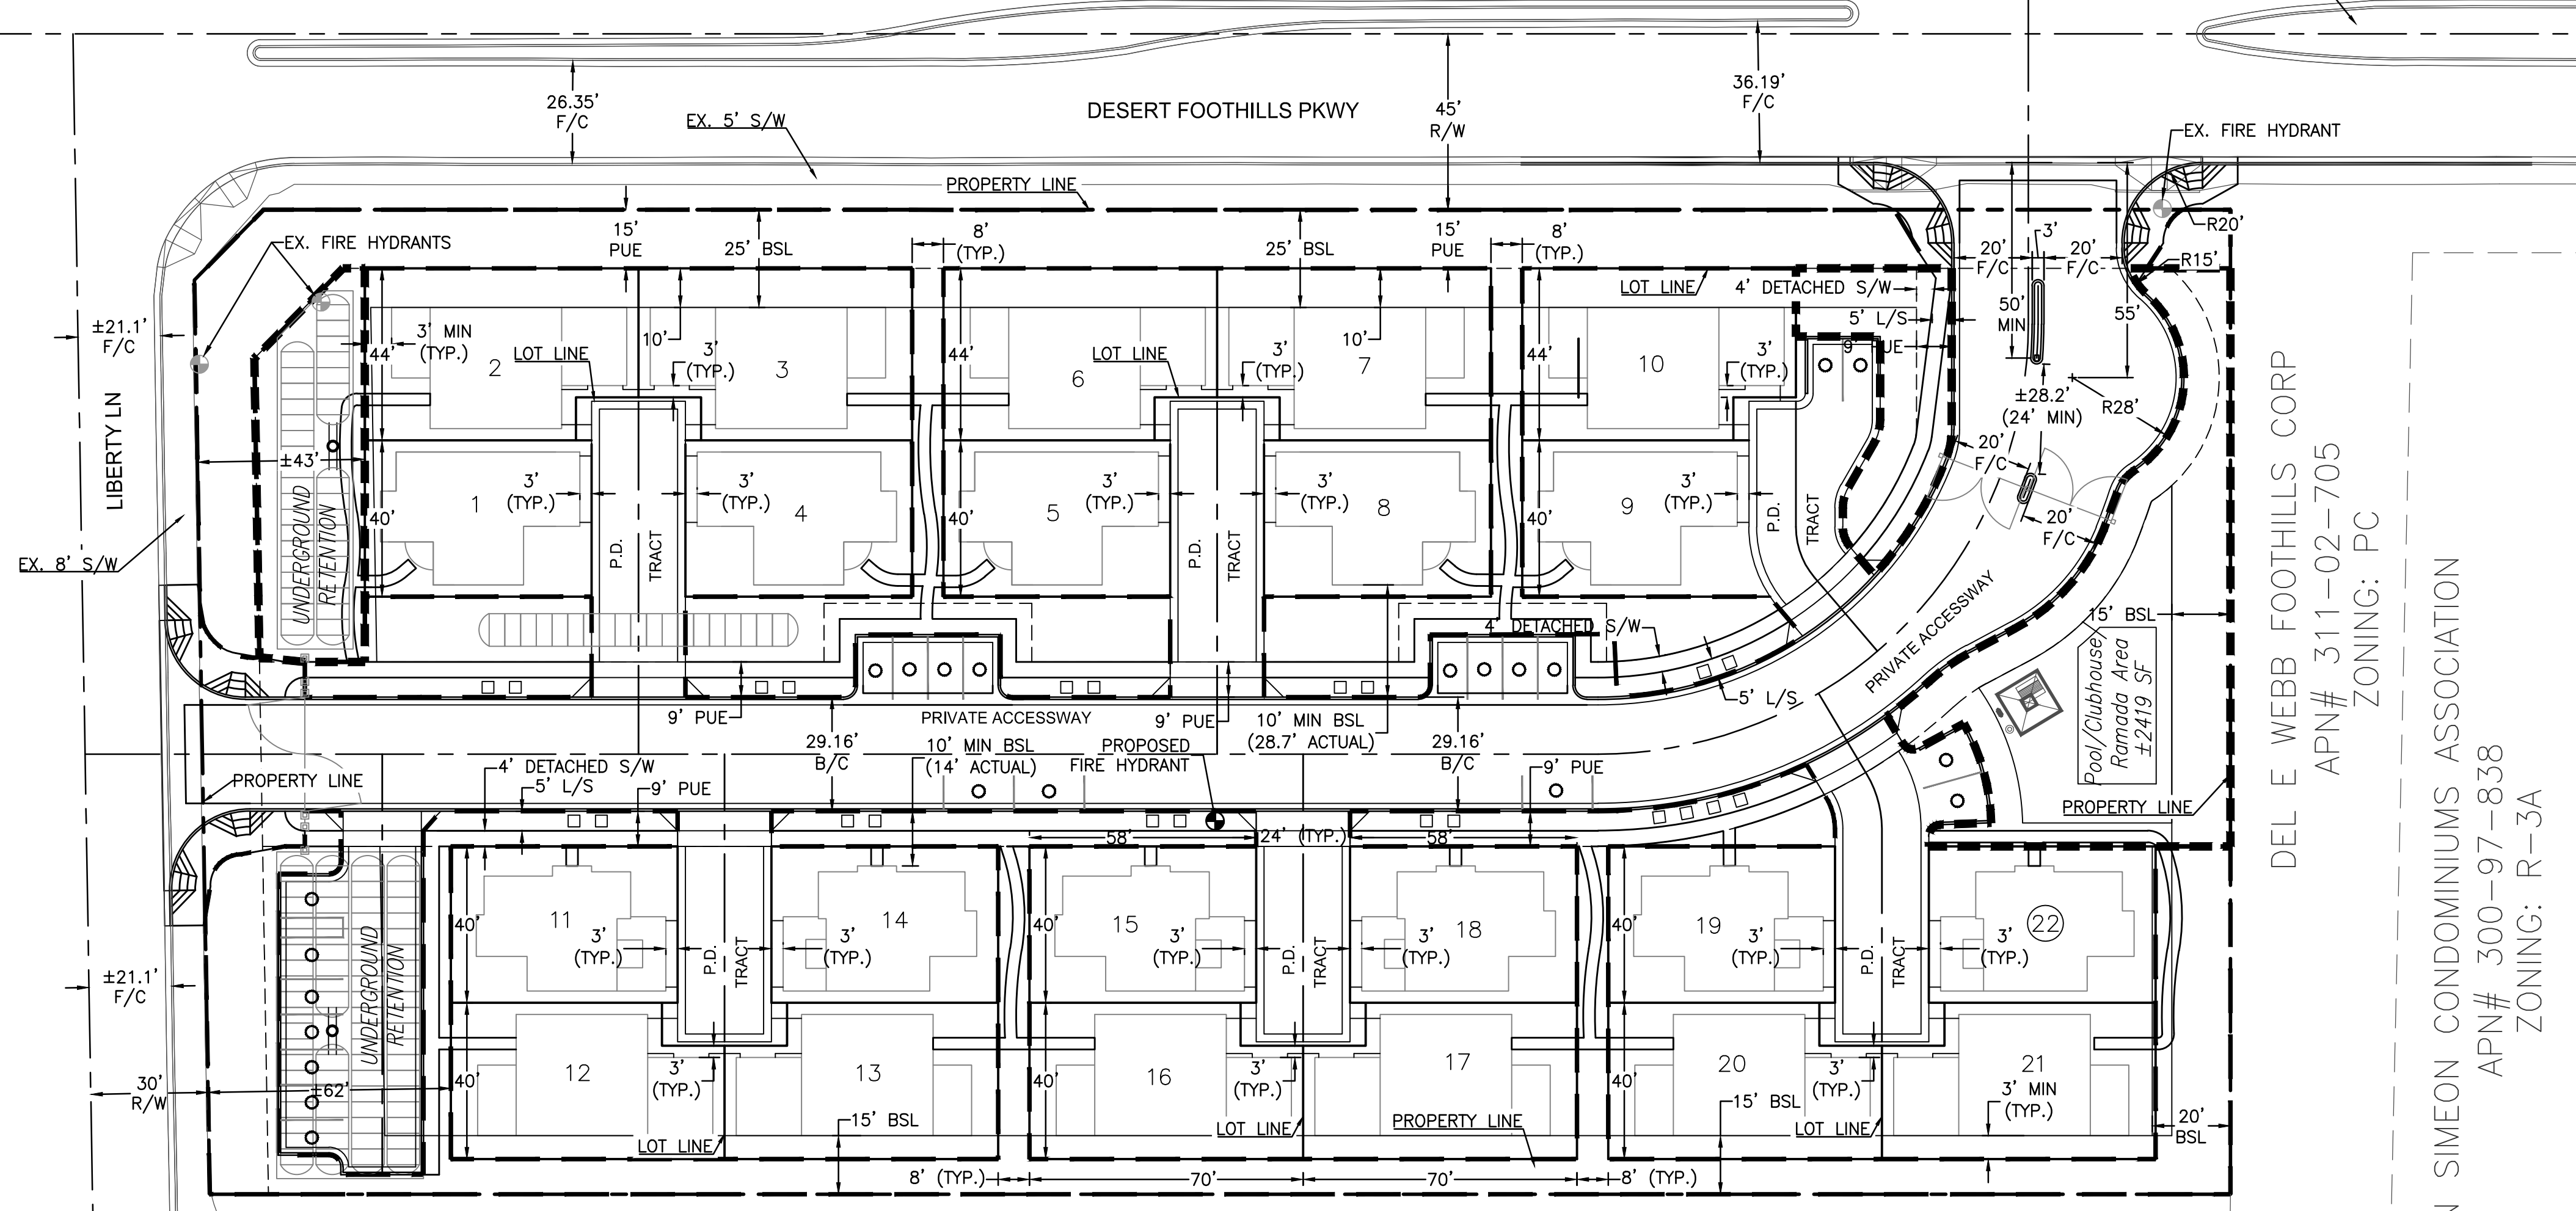 26.35'
F/C
EX. 5' S/W
DESERT FOOTHILLS PKWY
45'
R/W
36.19'
F/C
EX. FIRE HYDRANT
PROPERTY LINE
EX. FIRE HYDRANTS
15'
PUE
25' BSL
8'
(TYP.)
25' BSL
15'
PUE
8'
(TYP.)
LOT LINE
4' DETACHED S/W
20'
F/C
3'
20'
F/C
R20'
R15'
±21.1'
F/C
44'
3' MIN
(TYP.)
2
LOT LINE
10'
3'
(TYP.)
3
44'
6
LOT LINE
3'
(TYP.)
10'
7
44'
10
3'
(TYP.)
5' L/S
9' PUE
50'
MIN
55'
±28.2'
(24' MIN)
R28'
LIBERTY LN
±43'
UNDERGROUND
RETENTION
40'
1
3'
(TYP.)
P.D.
TRACT
3'
(TYP.)
4
40'
5
3'
(TYP.)
P.D.
TRACT
3'
(TYP.)
8
40'
9
3'
(TYP.)
P.D.
TRACT
20'
F/C
20'
F/C
EX. 8' S/W
4' DETACHED S/W
5' L/S
PRIVATE ACCESSWAY
15' BSL
Pool/Clubhouse/
Ramada Area
±2419 SF
DEL E WEBB FOOTHILLS CORP
APN# 311-02-705
ZONING: PC
9' PUE
PRIVATE ACCESSWAY
9' PUE
29.16'
B/C
10' MIN BSL
(14' ACTUAL)
PROPOSED
FIRE HYDRANT
10' MIN BSL
(28.7' ACTUAL)
29.16'
B/C
9' PUE
PROPERTY LINE
4' DETACHED S/W
5' L/S
9' PUE
PROPERTY LINE
58'
24' (TYP.)
58'
±21.1'
F/C
UNDERGROUND
RETENTION
40'
11
3'
(TYP.)
P.D.
TRACT
3'
(TYP.)
14
40'
15
3'
(TYP.)
P.D.
TRACT
3'
(TYP.)
18
40'
19
3'
(TYP.)
P.D.
TRACT
3'
(TYP.)
22
30'
R/W
±62'
40'
12
3'
(TYP.)
13
40'
16
3'
(TYP.)
17
40'
20
3'
(TYP.)
21
3' MIN
(TYP.)
LOT LINE
15' BSL
LOT LINE
PROPERTY LINE
15' BSL
LOT LINE
20'
BSL
8' (TYP.)
70'
70'
8' (TYP.)
SIMEON CONDOMINIUMS ASSOCIATION
APN# 300-97-838
ZONING: R-3A